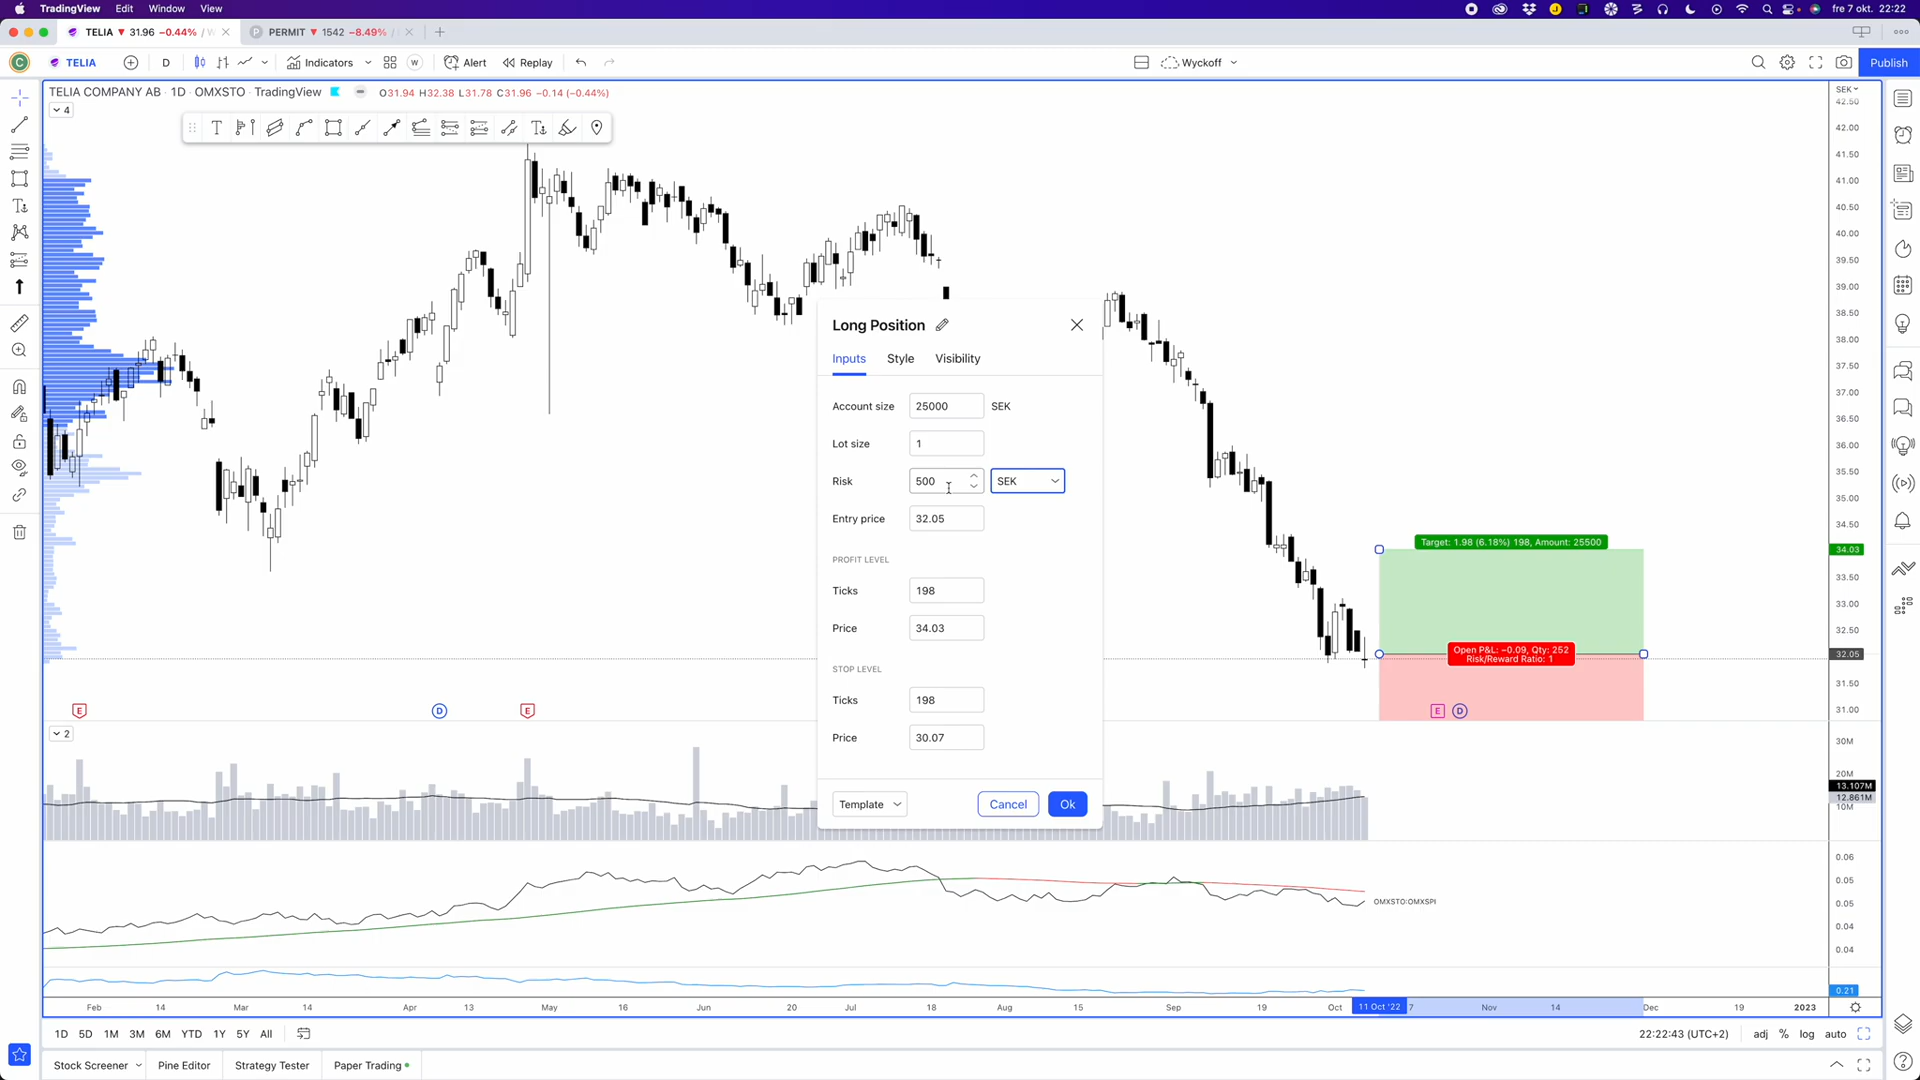 TradingView Edit Window View
fre 7 okt. 22:22
TELIA ▼ 31.96 −0.44% /
PERMIT ▼ 1542 −8.49% /
TELIA D Indicators Alert Replay Wyckoff Publish
TELIA COMPANY AB · 1D · OMXSTO · TradingView
O31.94 H32.38 L31.78 C31.96 −0.14 (−0.44%)
SEK
4
42.50
42.00
41.50
41.00
40.50
40.00
39.50
39.00
38.50
38.00
37.50
37.00
36.50
36.00
35.50
35.00
34.50
34.03
33.50
33.00
32.50
32.05
31.50
31.00
Long Position
Inputs Style Visibility
Account size 25000 SEK
Lot size 1
Risk 500 SEK
Entry price 32.05
PROFIT LEVEL
Ticks 198
Price 34.03
STOP LEVEL
Ticks 198
Price 30.07
Template Cancel Ok
Target: 1.98 (6.18%) 198, Amount: 25500
Open P&L: −0.09, Qty: 252
Risk/Reward Ratio: 1
E D E E D
2
30M
20M
13.107M
12.861M
10M
0.06
0.05
0.05
0.04
0.04
OMXSTO:OMXSPI
0.21
Feb 14 Mar 14 Apr 13 May 16 Jun 20 Jul 18 Aug 15 Sep 19 Oct 11 Oct '22 7 Nov 14 Dec 19 2023
1D 5D 1M 3M 6M YTD 1Y 5Y All
22:22:43 (UTC+2) adj % log auto
Stock Screener Pine Editor Strategy Tester Paper Trading